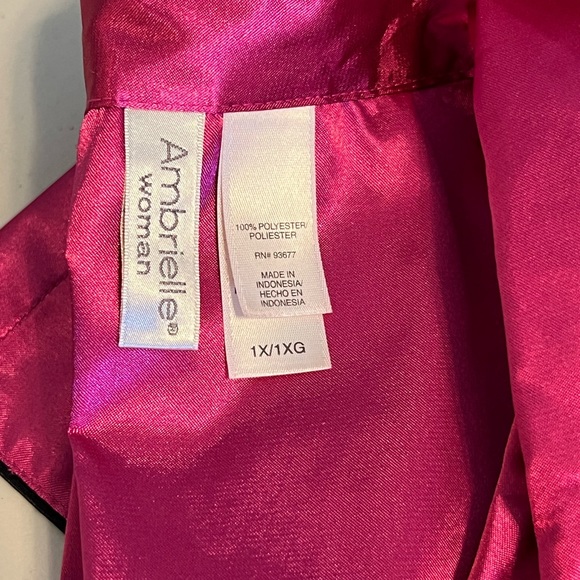 Ambrielle®
woman
100% POLYESTER/
POLIESTER
RN# 93677
MADE IN
INDONESIA/
HECHO EN
INDONESIA
1X/1XG